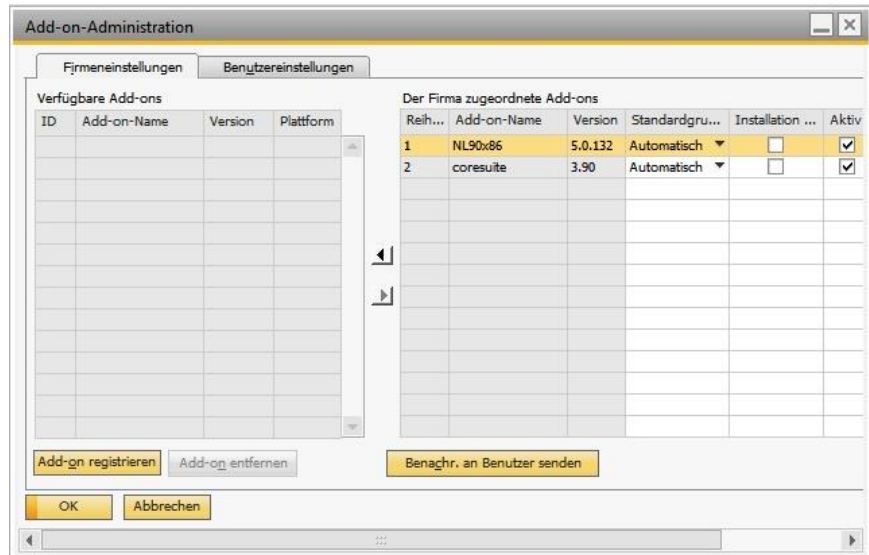 Add-on-Administration
Firmeneinstellungen Benutzereinstellungen
Verfügbare Add-ons
ID Add-on-Name Version Plattform
Der Firma zugeordnete Add-ons
Reih... Add-on-Name Version Standardgru... Installation ... Aktiv
1 NL90x86 5.0.132 Automatisch
2 coresuite 3.90 Automatisch
Add-on registrieren Add-on entfernen Benachr. an Benutzer senden
OK Abbrechen